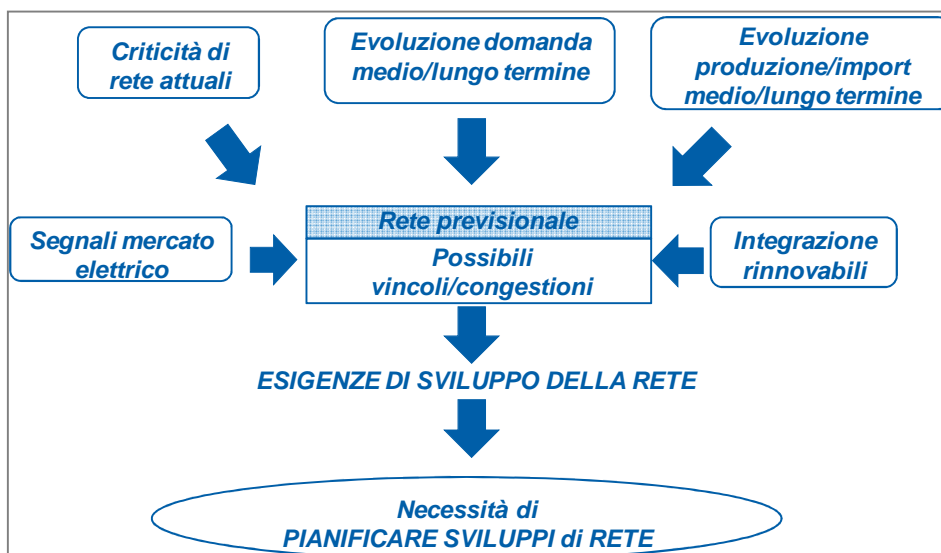 Criticità di
rete attuali
Evoluzione domanda
medio/lungo termine
Evoluzione
produzione/import
medio/lungo termine
Segnali mercato
elettrico
Rete previsionale
Possibili
vincoli/congestioni
Integrazione
rinnovabili
ESIGENZE DI SVILUPPO DELLA RETE
Necessità di
PIANIFICARE SVILUPPI di RETE